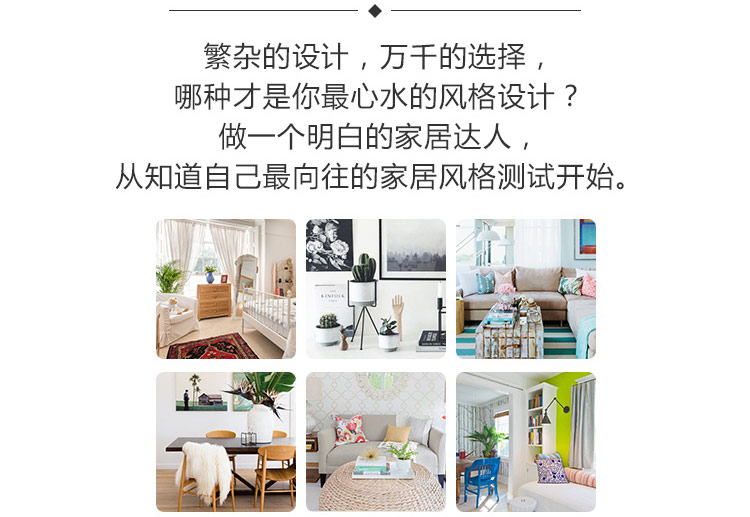 繁杂的设计，万千的选择，
哪种才是你最心水的风格设计？
做一个明白的家居达人，
从知道自己最向往的家居风格测试开始。
KINFOLK